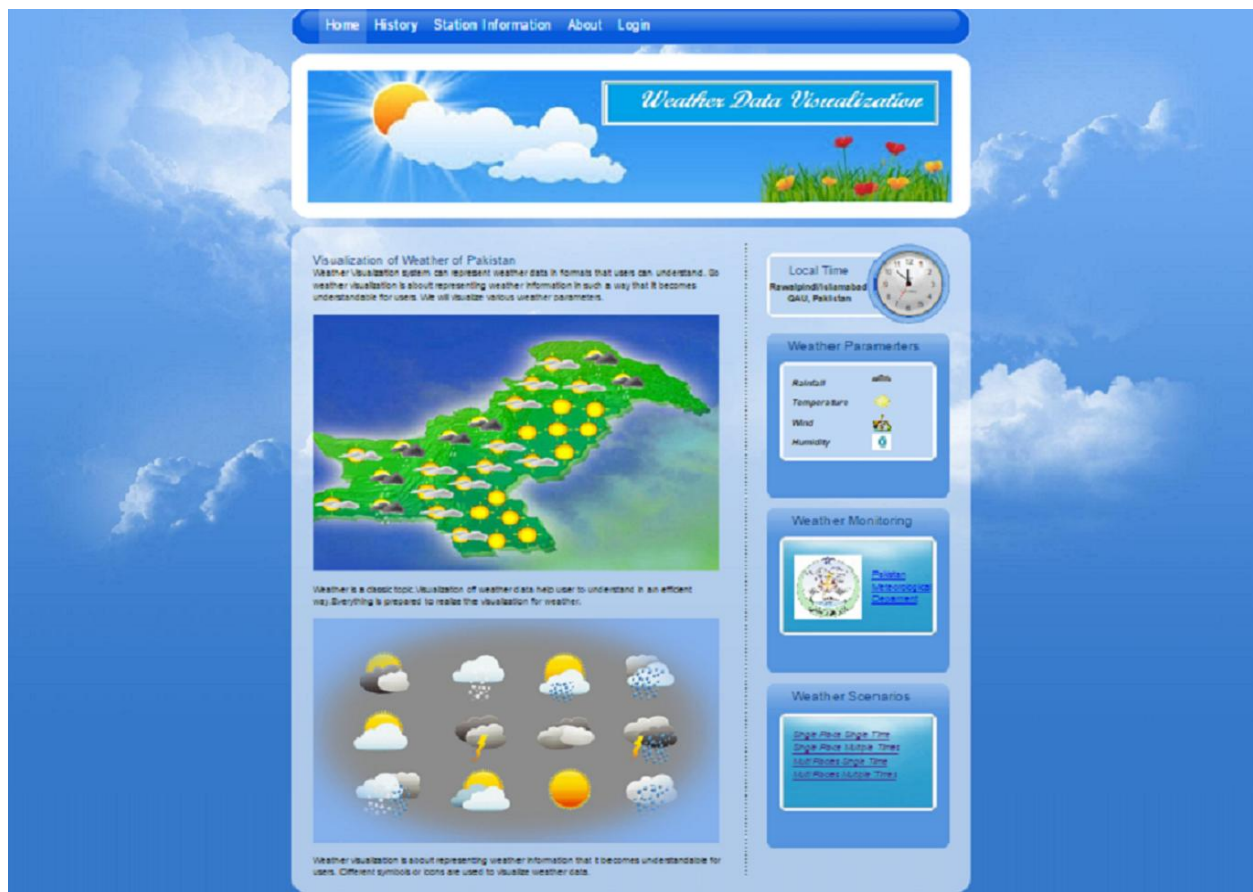 Home History Station Information About Login
Weather Data Visualization
Visualization of Weather of Pakistan
Weather Visualization system can represent weather data in formats that users can understand. So
weather visualization is about representing weather information in such a way that it becomes
understandable for users. We will visualize various weather parameters.
Weather is a classic topic.Visualization off weather data help user to understand in an efficient
way.Everything is prepared to realize the visualization for weather.
Weather visualization is about representing weather information that it becomes understandable for
users. Different symbols or icons are used to visualize weather data.
Local Time
Rawalpindi/Islamabad
QAU, Pakistan
Weather Paramerters
Rainfall
Temperature
Wind
Humidity
Weather Monitoring
Pakistan
Meteorological
Deparment
Weather Scenarios
Single Place Single Time
Single Place Multiple Times
Multi Places Single Time
Multi Places Multiple Times